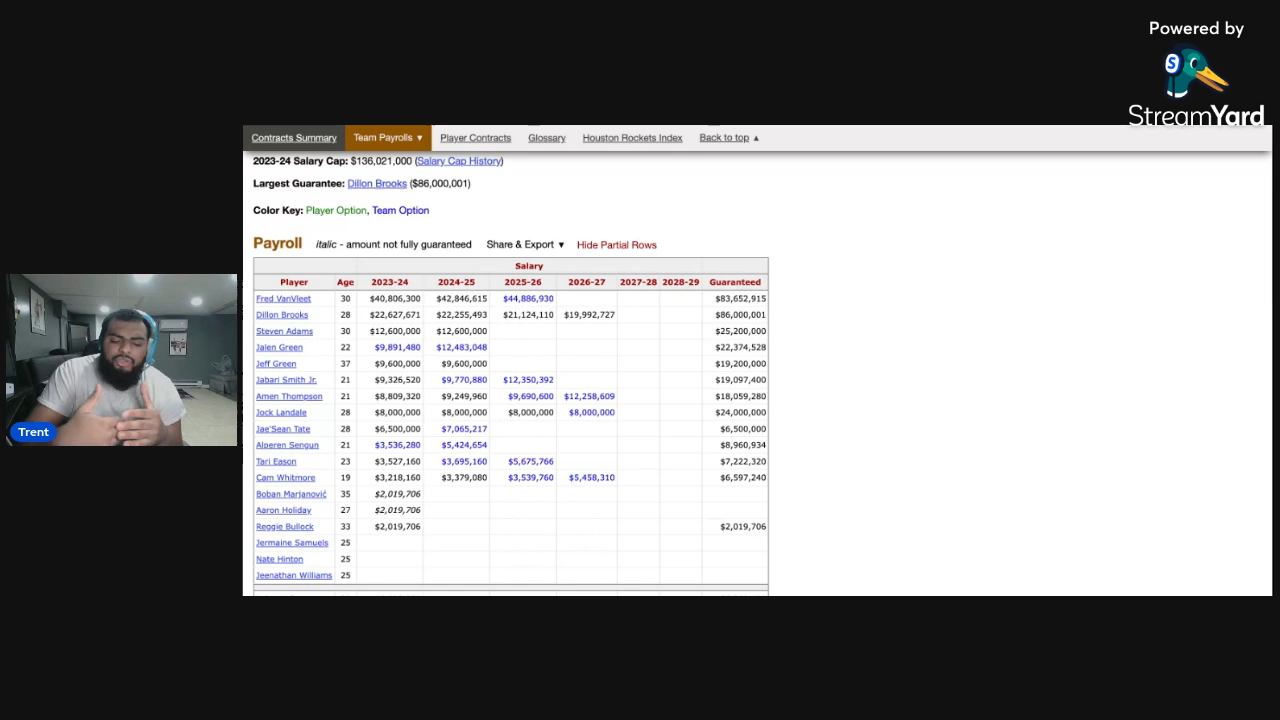 Powered by
StreamYard
Contracts Summary Team Payrolls ▼ Player Contracts Glossary Houston Rockets Index Back to top ▲
2023-24 Salary Cap: $136,021,000 (Salary Cap History)
Largest Guarantee: Dillon Brooks ($86,000,001)
Color Key: Player Option, Team Option
Payroll italic - amount not fully guaranteed Share & Export ▼ Hide Partial Rows
Salary
Player Age 2023-24 2024-25 2025-26 2026-27 2027-28 2028-29 Guaranteed
Fred VanVleet 30 $40,806,300 $42,846,615 $44,886,930 $83,652,915
Dillon Brooks 28 $22,627,671 $22,255,493 $21,124,110 $19,992,727 $86,000,001
Steven Adams 30 $12,600,000 $12,600,000 $25,200,000
Jalen Green 22 $9,891,480 $12,483,048 $22,374,528
Jeff Green 37 $9,600,000 $9,600,000 $19,200,000
Jabari Smith Jr. 21 $9,326,520 $9,770,880 $12,350,392 $19,097,400
Amen Thompson 21 $8,809,320 $9,249,960 $9,690,600 $12,258,609 $18,059,280
Jock Landale 28 $8,000,000 $8,000,000 $8,000,000 $8,000,000 $24,000,000
Jae'Sean Tate 28 $6,500,000 $7,065,217 $6,500,000
Alperen Sengun 21 $3,536,280 $5,424,654 $8,960,934
Tari Eason 23 $3,527,160 $3,695,160 $5,675,766 $7,222,320
Cam Whitmore 19 $3,218,160 $3,379,080 $3,539,760 $5,458,310 $6,597,240
Boban Marjanović 35 $2,019,706
Aaron Holiday 27 $2,019,706
Reggie Bullock 33 $2,019,706 $2,019,706
Jermaine Samuels 25
Nate Hinton 25
Jeenathan Williams 25
Trent